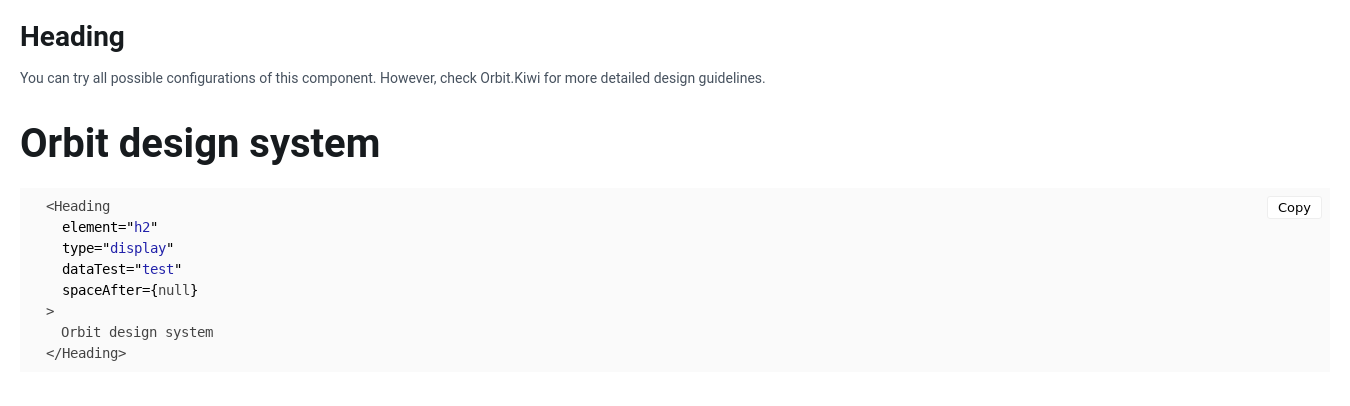 Heading
You can try all possible configurations of this component. However, check Orbit.Kiwi for more detailed design guidelines.
Orbit design system
Copy
<Heading
  element="h2"
  type="display"
  dataTest="test"
  spaceAfter={null}
>
  Orbit design system
</Heading>